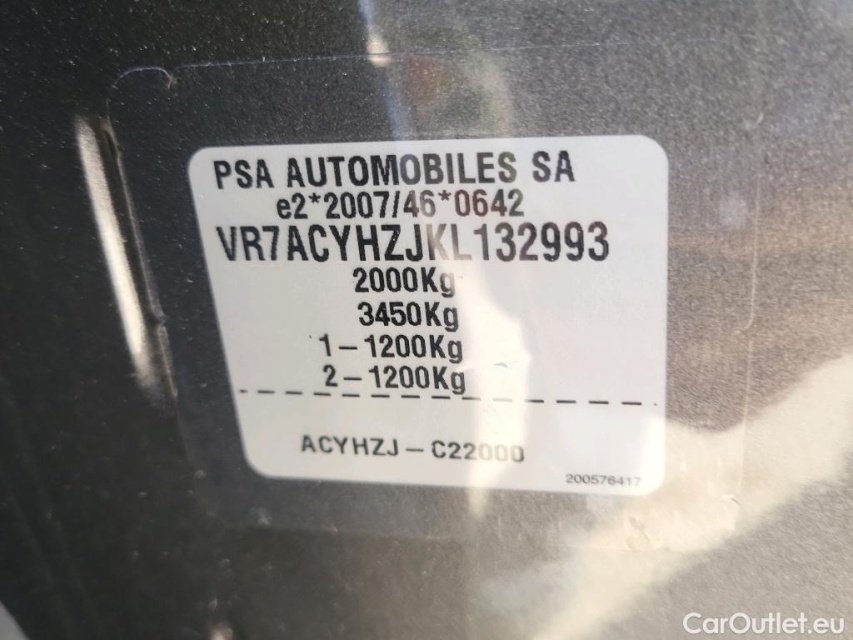 PSA AUTOMOBILES SA
e2*2007/46*0642
VR7ACYHZJKL132993
2000Kg
3450Kg
1-1200Kg
2-1200Kg
ACYHZJ-C22000
200576417
CarOutlet.eu